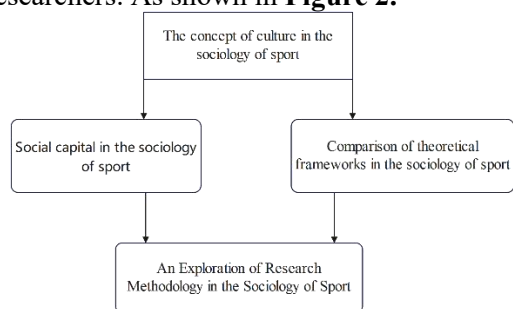 researchers. As shown in Figure 2.
The concept of culture in the
sociology of sport
Social capital in the sociology
of sport
Comparison of theoretical
frameworks in the sociology of sport
An Exploration of Research
Methodology in the Sociology of Sport